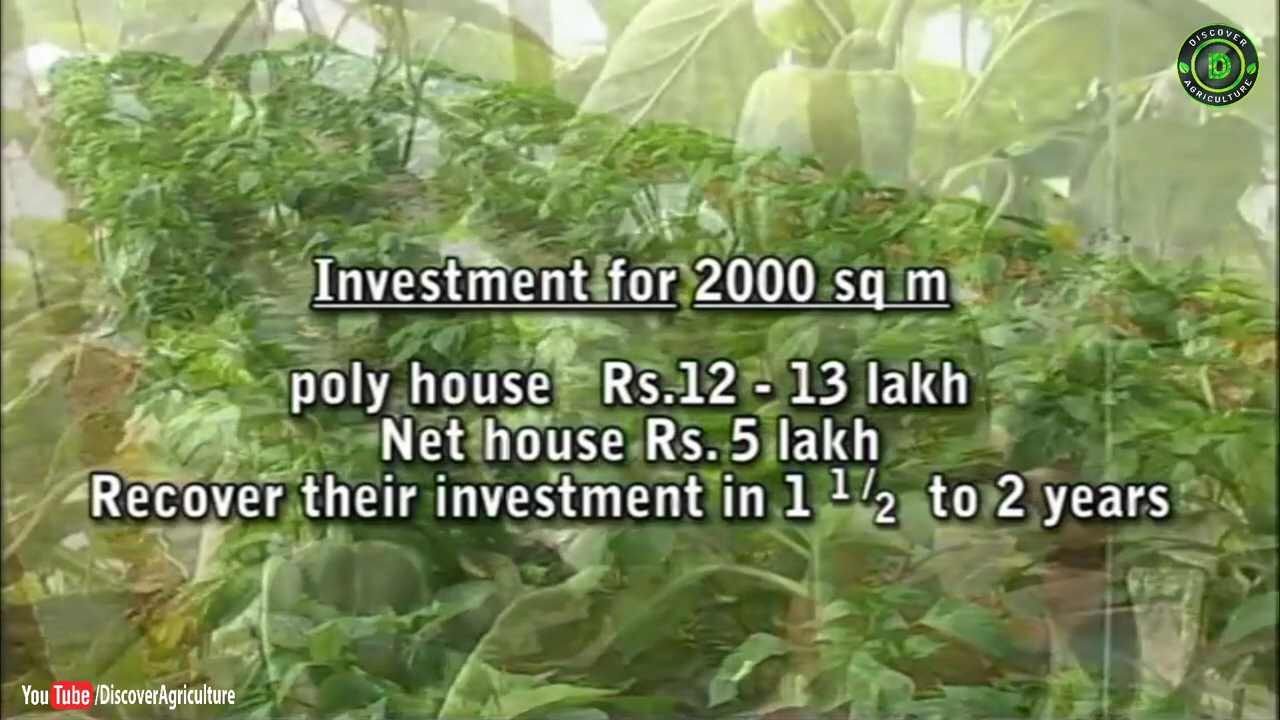 DISCOVER
D
AGRICULTURE
Investment for 2000 sq m
poly house Rs.12 - 13 lakh
Net house Rs. 5 lakh
Recover their investment in 1 1/2 to 2 years
YouTube/DiscoverAgriculture